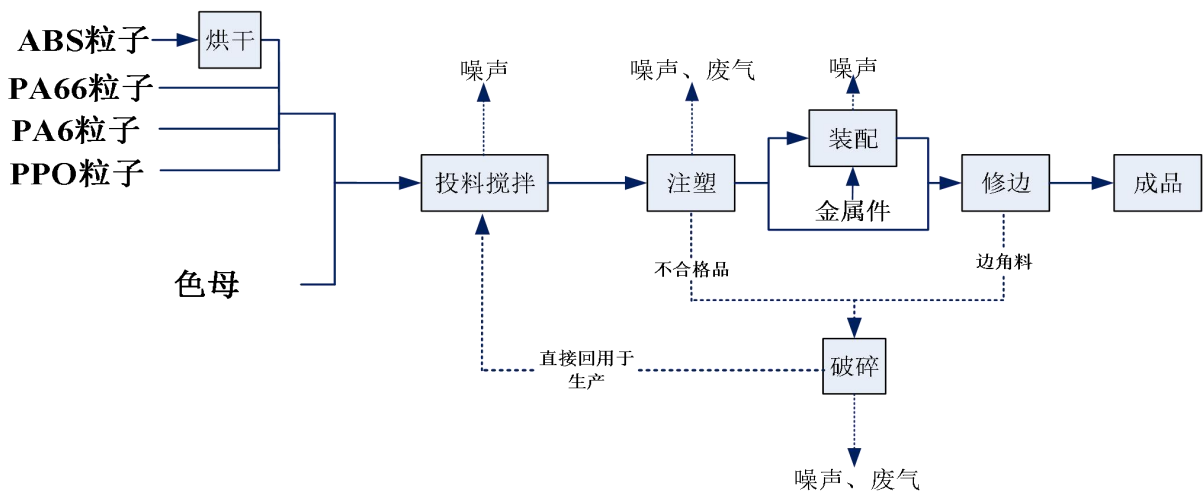 ABS粒子
烘干
PA66粒子
PA6粒子
PPO粒子
色母
噪声
投料搅拌
噪声、废气
注塑
噪声
装配
金属件
修边
成品
不合格品
边角料
直接回用于
生产
破碎
噪声、废气